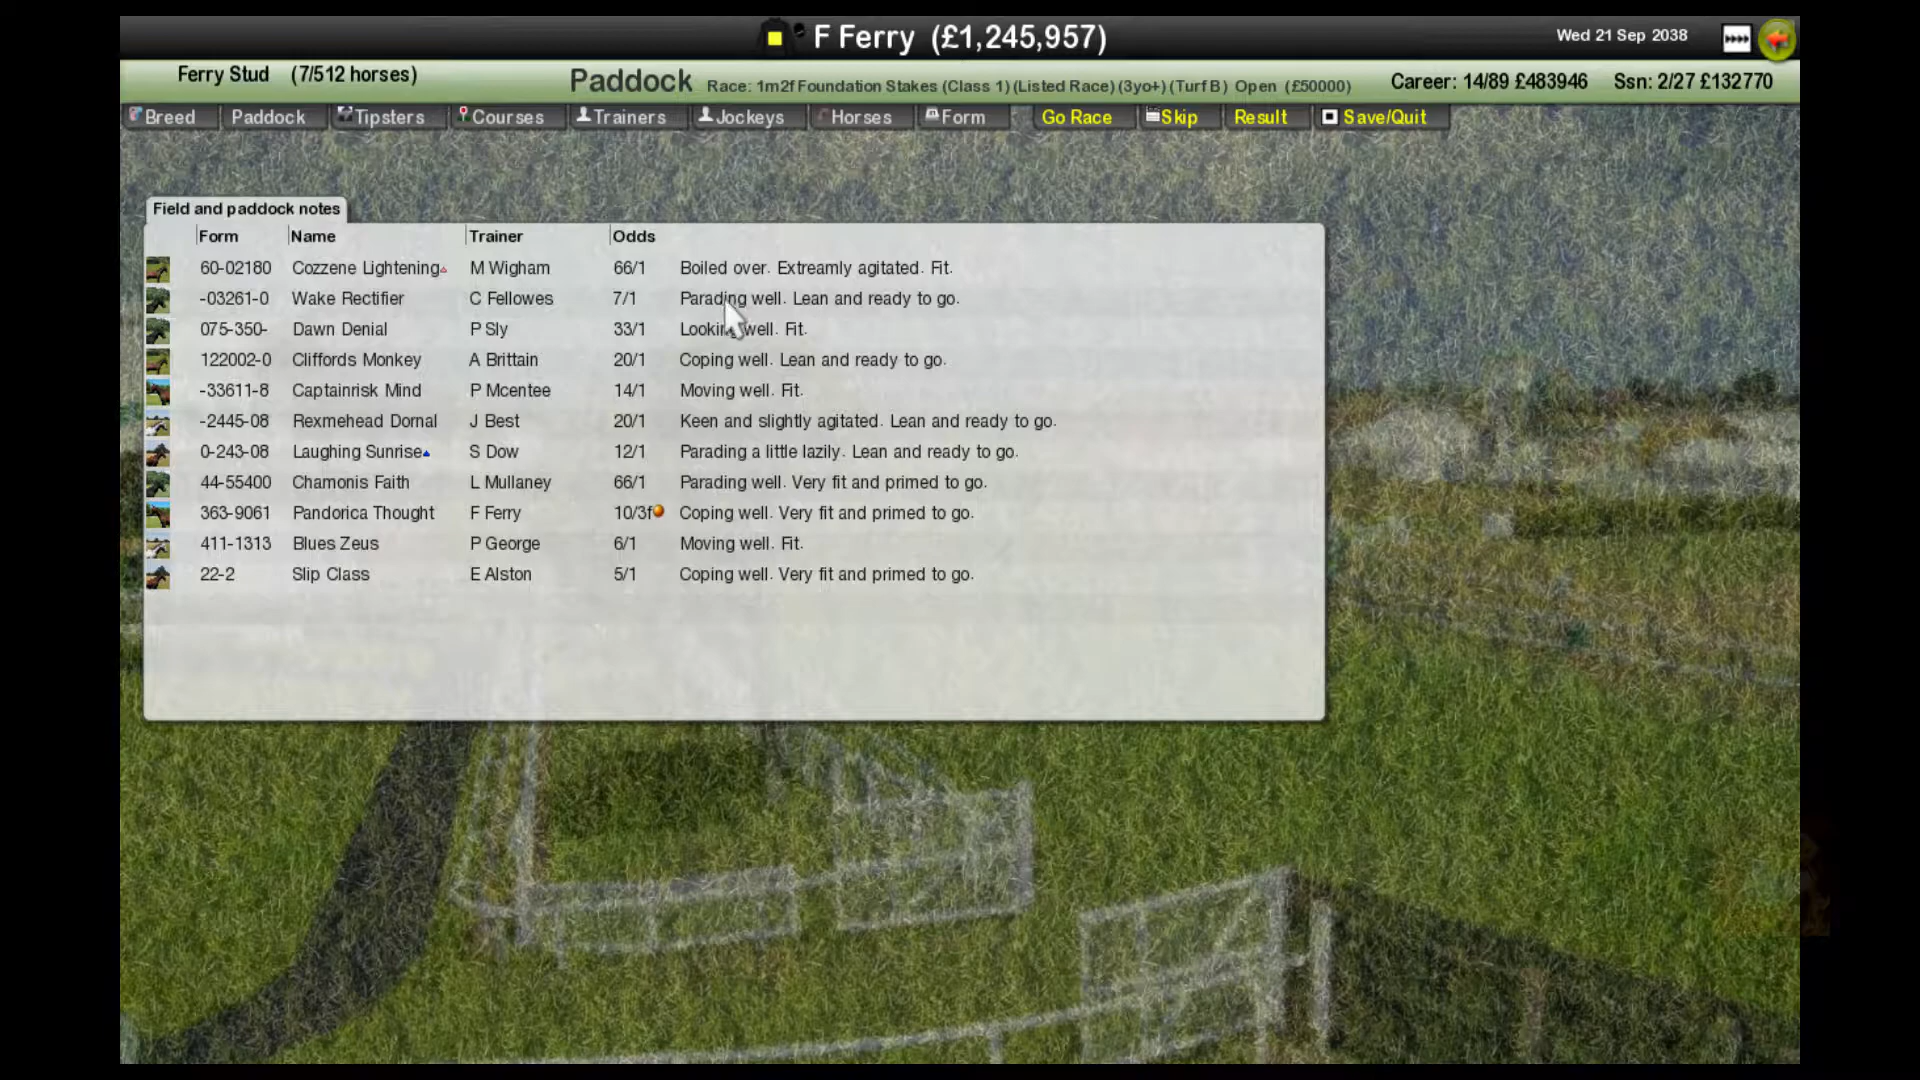 F Ferry (£1,245,957)
Wed 21 Sep 2038
Ferry Stud (7/512 horses)
Paddock Race: 1m2f Foundation Stakes (Class 1) (Listed Race) (3yo+) (Turf B) Open (£50000)
Career: 14/89 £483946 Ssn: 2/27 £132770
Breed Paddock Tipsters Courses Trainers Jockeys Horses Form Go Race Skip Result Save/Quit
Field and paddock notes
Form Name Trainer Odds
60-02180 Cozzene Lightening M Wigham 66/1 Boiled over. Extreamly agitated. Fit.
-03261-0 Wake Rectifier C Fellowes 7/1 Parading well. Lean and ready to go.
075-350- Dawn Denial P Sly 33/1 Looking well. Fit.
122002-0 Cliffords Monkey A Brittain 20/1 Coping well. Lean and ready to go.
-33611-8 Captainrisk Mind P Mcentee 14/1 Moving well. Fit.
-2445-08 Rexmehead Dornal J Best 20/1 Keen and slightly agitated. Lean and ready to go.
0-243-08 Laughing Sunrise S Dow 12/1 Parading a little lazily. Lean and ready to go.
44-55400 Chamonis Faith L Mullaney 66/1 Parading well. Very fit and primed to go.
363-9061 Pandorica Thought F Ferry 10/3f Coping well. Very fit and primed to go.
411-1313 Blues Zeus P George 6/1 Moving well. Fit.
22-2 Slip Class E Alston 5/1 Coping well. Very fit and primed to go.